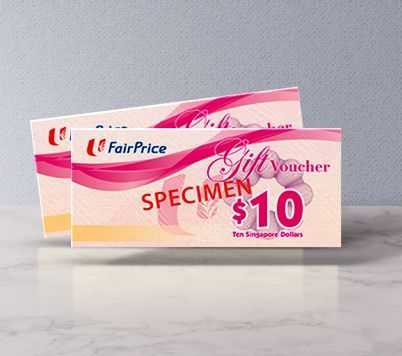 FairPrice
Gift Voucher
SPECIMEN
$10
Ten Singapore Dollars